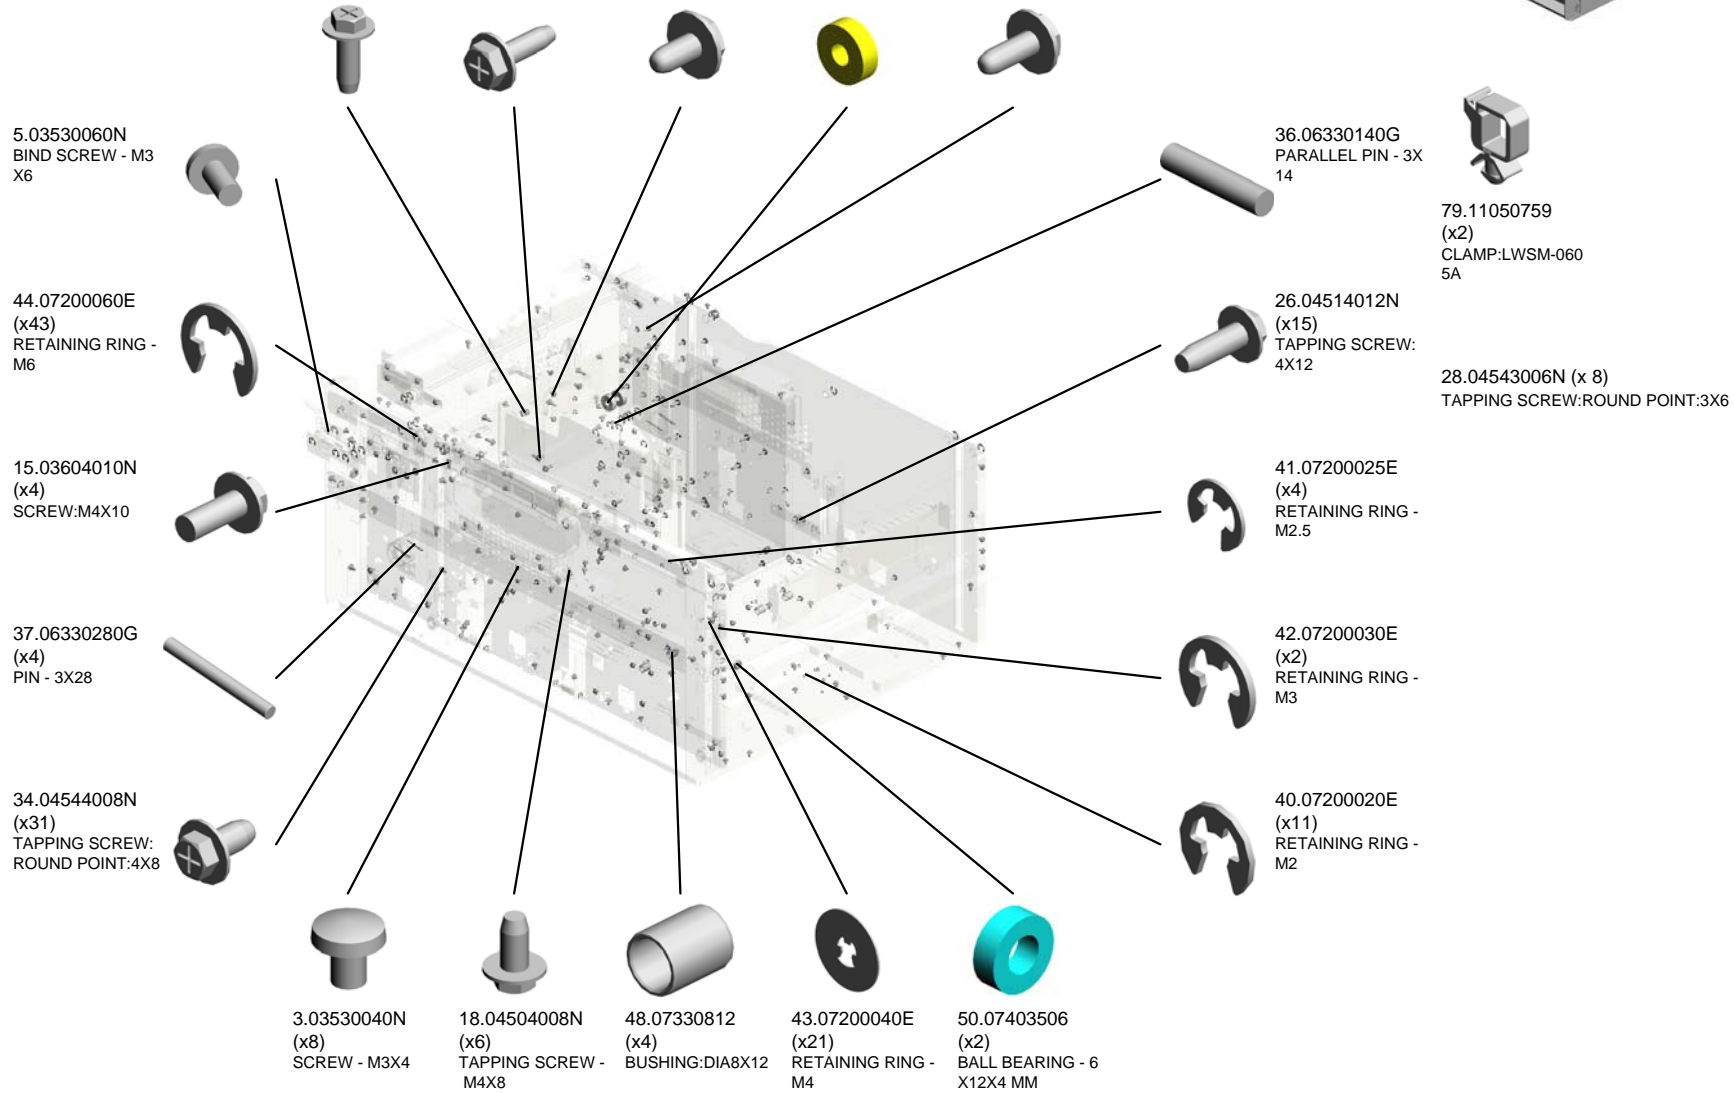 5.03530060N
BIND SCREW - M3
X6
44.07200060E
(x43)
RETAINING RING -
M6
15.03604010N
(x4)
SCREW:M4X10
37.06330280G
(x4)
PIN - 3X28
34.04544008N
(x31)
TAPPING SCREW:
ROUND POINT:4X8
3.03530040N
(x8)
SCREW - M3X4
18.04504008N
(x6)
TAPPING SCREW -
M4X8
48.07330812
(x4)
BUSHING:DIA8X12
43.07200040E
(x21)
RETAINING RING -
M4
50.07403506
(x2)
BALL BEARING - 6
X12X4 MM
36.06330140G
PARALLEL PIN - 3X
14
26.04514012N
(x15)
TAPPING SCREW:
4X12
41.07200025E
(x4)
RETAINING RING -
M2.5
42.07200030E
(x2)
RETAINING RING -
M3
40.07200020E
(x11)
RETAINING RING -
M2
79.11050759
(x2)
CLAMP:LWSM-060
5A
28.04543006N (x 8)
TAPPING SCREW:ROUND POINT:3X6